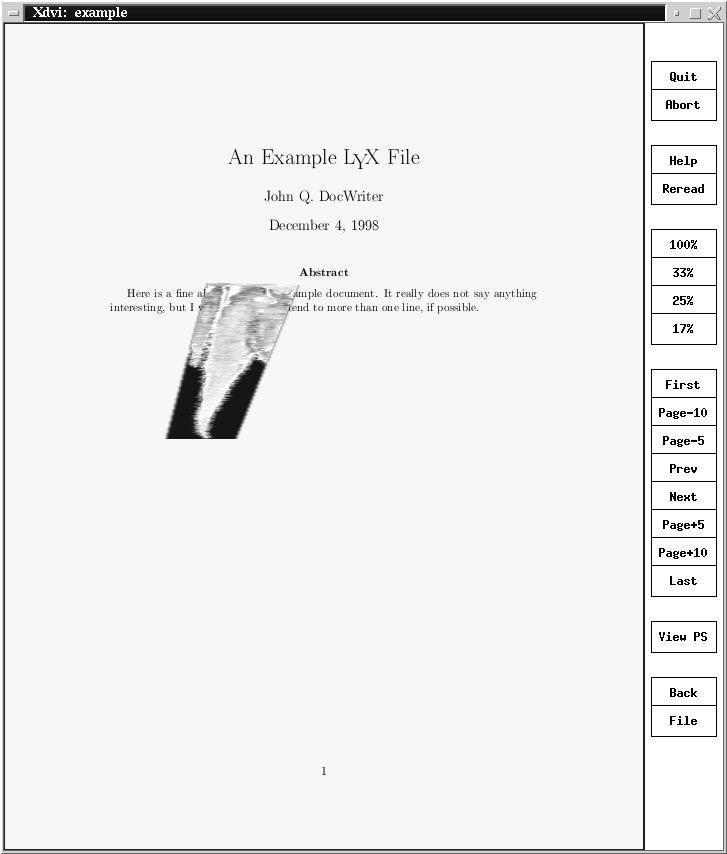 Xdvi: example
An Example LyX File
John Q. DocWriter
December 4, 1998
Abstract
Here is a fine ample document. It really does not say anything
interesting, but I tend to more than one line, if possible.
1
Quit
Abort
Help
Reread
100%
33%
25%
17%
First
Page-10
Page-5
Prev
Next
Page+5
Page+10
Last
View PS
Back
File